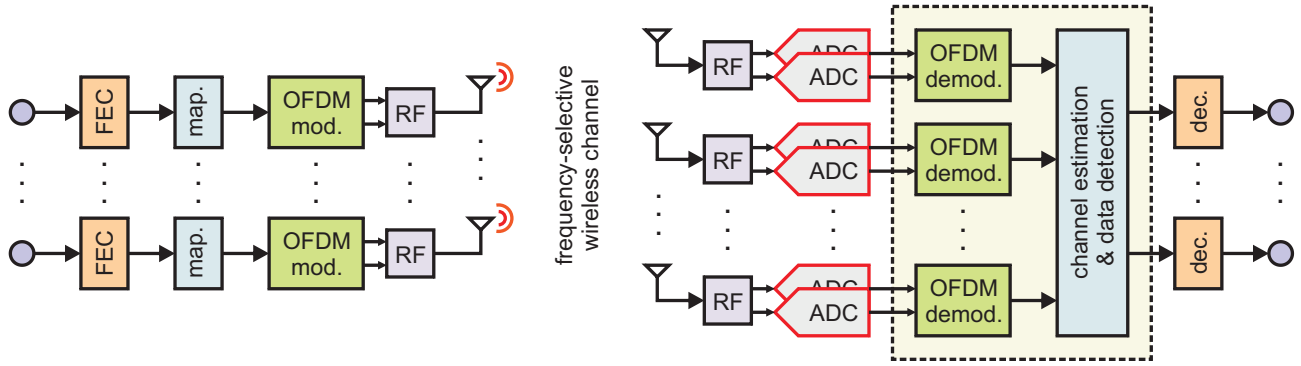 FEC
map.
OFDM
mod.
RF
FEC
map.
OFDM
mod.
RF
frequency-selective
wireless channel
RF
ADC
ADC
OFDM
demod.
RF
ADC
ADC
OFDM
demod.
RF
ADC
ADC
OFDM
demod.
channel estimation
& data detection
dec.
dec.